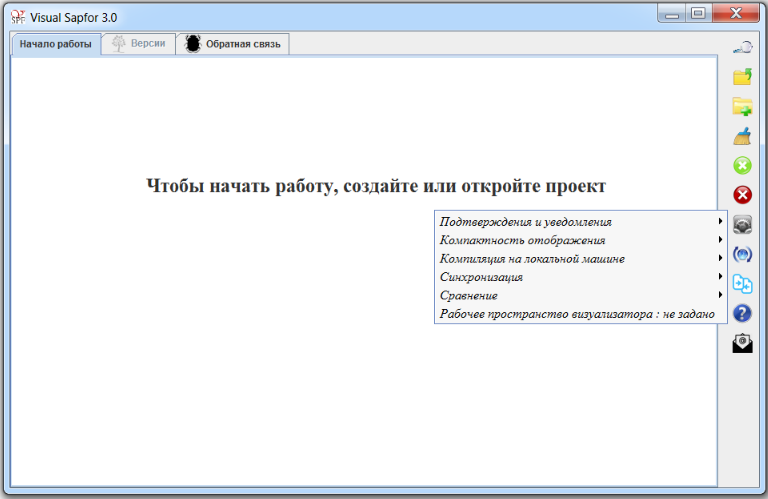 Visual Sapfor 3.0
Начало работы
Версии
Обратная связь
Чтобы начать работу, создайте или откройте проект
Подтверждения и уведомления
Компактность отображения
Компиляция на локальной машине
Синхронизация
Сравнение
Рабочее пространство визуализатора : не задано